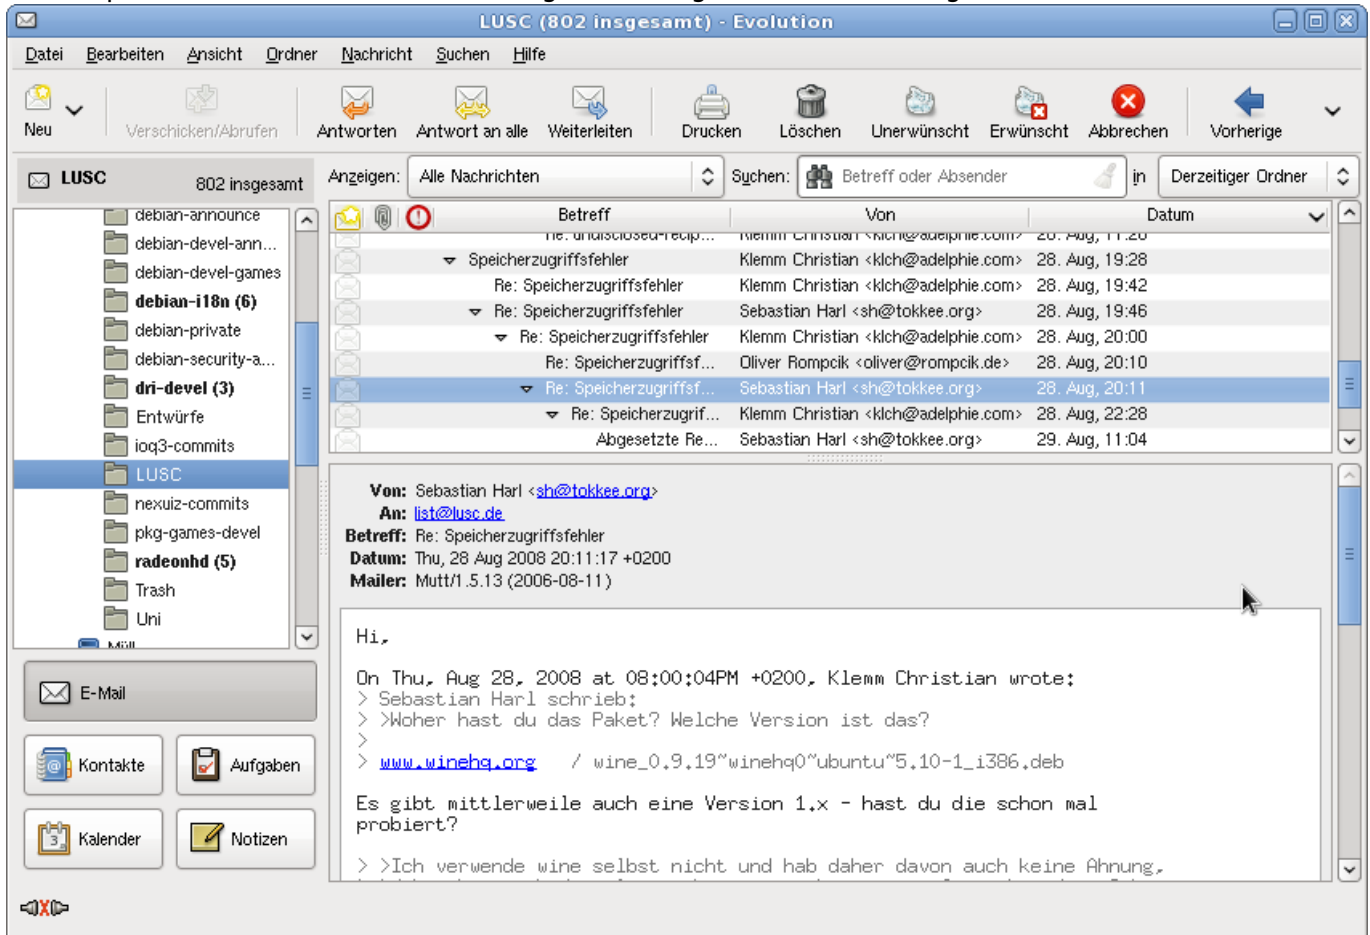 LUSC (802 insgesamt) - Evolution
Datei Bearbeiten Ansicht Ordner Nachricht Suchen Hilfe
Neu Verschicken/Abrufen Antworten Antwort an alle Weiterleiten Drucken Löschen Unerwünscht Erwünscht Abbrechen Vorherige
LUSC 802 insgesamt
Anzeigen: Alle Nachrichten Suchen: Betreff oder Absender in Derzeitiger Ordner
debian-announce
debian-devel-ann...
debian-devel-games
debian-i18n (6)
debian-private
debian-security-a...
dri-devel (3)
Entwürfe
ioq3-commits
LUSC
nexuiz-commits
pkg-games-devel
radeonhd (5)
Trash
Uni
Müll
E-Mail
Kontakte Aufgaben
Kalender Notizen
Betreff Von Datum
Re: undisclosed-recip... Klemm Christian <klch@adelphie.com> 28. Aug, 11:20
Speicherzugriffsfehler Klemm Christian <klch@adelphie.com> 28. Aug, 19:28
Re: Speicherzugriffsfehler Klemm Christian <klch@adelphie.com> 28. Aug, 19:42
Re: Speicherzugriffsfehler Sebastian Harl <sh@tokkee.org> 28. Aug, 19:46
Re: Speicherzugriffsfehler Klemm Christian <klch@adelphie.com> 28. Aug, 20:00
Re: Speicherzugriffsf... Oliver Rompcik <oliver@rompcik.de> 28. Aug, 20:10
Re: Speicherzugriffsf... Sebastian Harl <sh@tokkee.org> 28. Aug, 20:11
Re: Speicherzugrif... Klemm Christian <klch@adelphie.com> 28. Aug, 22:28
Abgesetzte Re... Sebastian Harl <sh@tokkee.org> 29. Aug, 11:04
Von: Sebastian Harl <sh@tokkee.org>
An: list@lusc.de
Betreff: Re: Speicherzugriffsfehler
Datum: Thu, 28 Aug 2008 20:11:17 +0200
Mailer: Mutt/1.5.13 (2006-08-11)
Hi,
On Thu, Aug 28, 2008 at 08:00:04PM +0200, Klemm Christian wrote:
> Sebastian Harl schrieb:
> >Woher hast du das Paket? Welche Version ist das?
>
> www.winehq.org / wine_0.9.19~winehq0~ubuntu~5.10-1_i386.deb
Es gibt mittlerweile auch eine Version 1.x - hast du die schon mal
probiert?
> >Ich verwende wine selbst nicht und hab daher davon auch keine Ahnung,